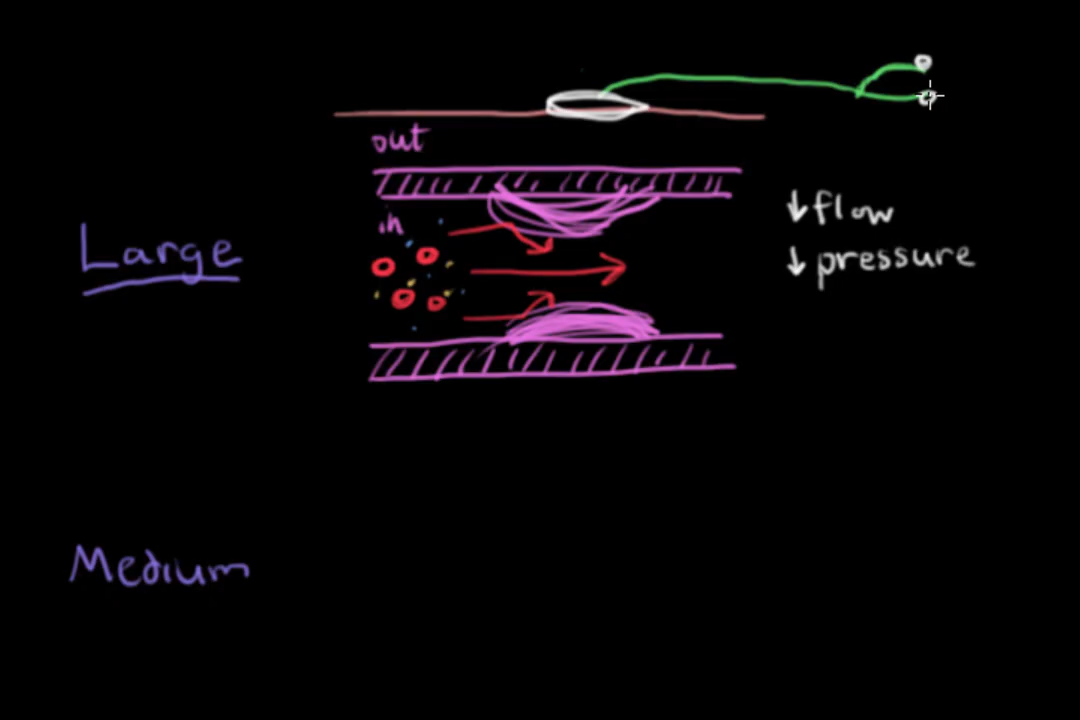 out
in
Large
↓ flow
↓ pressure
Medium